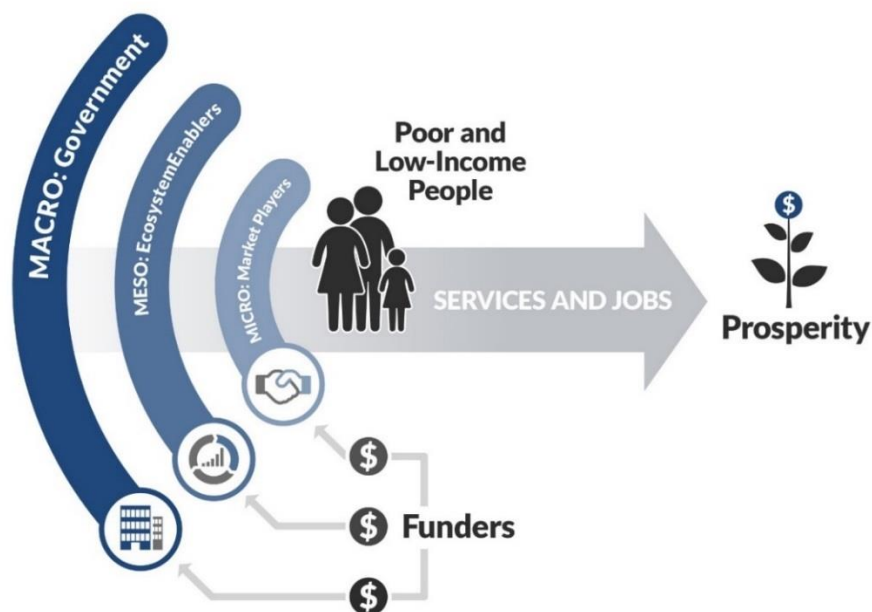 MACRO: Government
MESO: EcosystemEnablers
MICRO: Market Players
Poor and
Low-Income
People
SERVICES AND JOBS
$
Prosperity
$
$ Funders
$